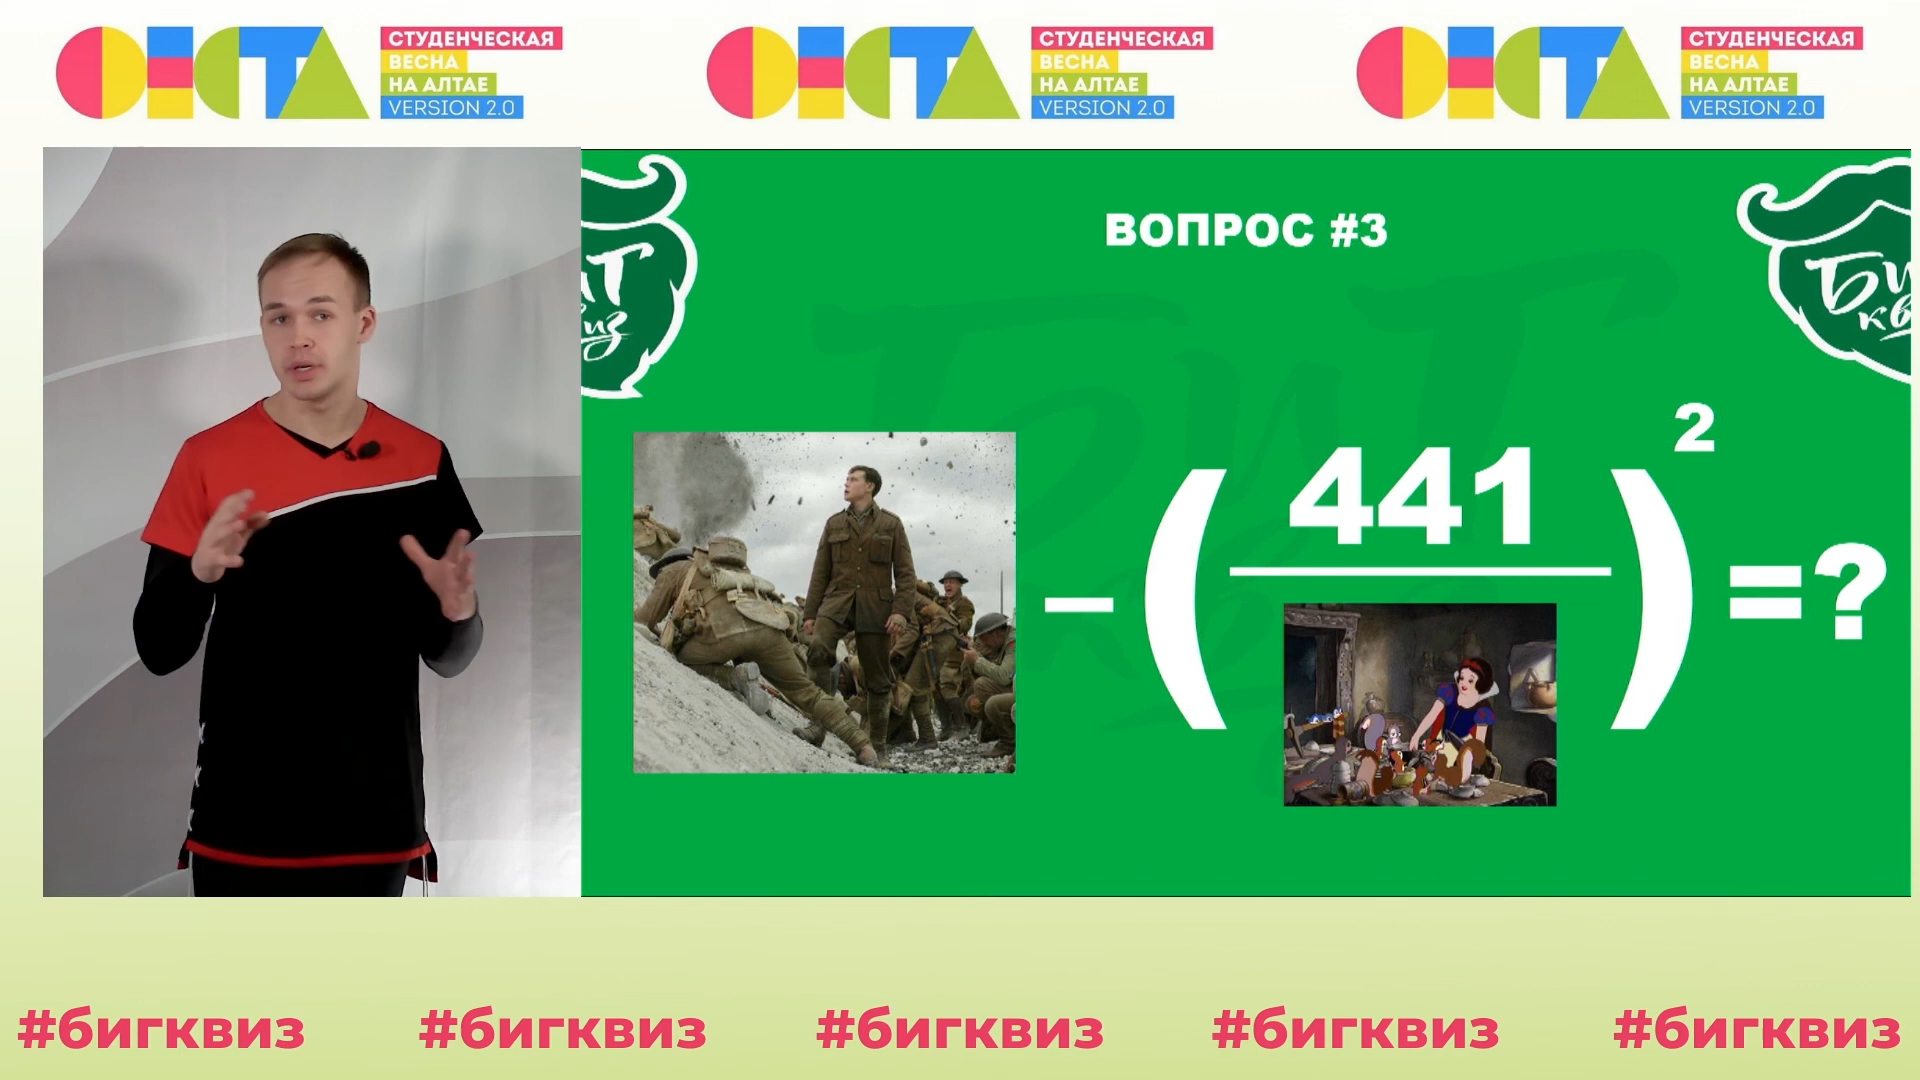 СТУДЕНЧЕСКАЯ
ВЕСНА
НА АЛТАЕ
VERSION 2.0
СТУДЕНЧЕСКАЯ
ВЕСНА
НА АЛТАЕ
VERSION 2.0
СТУДЕНЧЕСКАЯ
ВЕСНА
НА АЛТАЕ
VERSION 2.0
ВОПРОС #3
2
441
– ( ) =?
#бигквиз #бигквиз #бигквиз #бигквиз #бигквиз